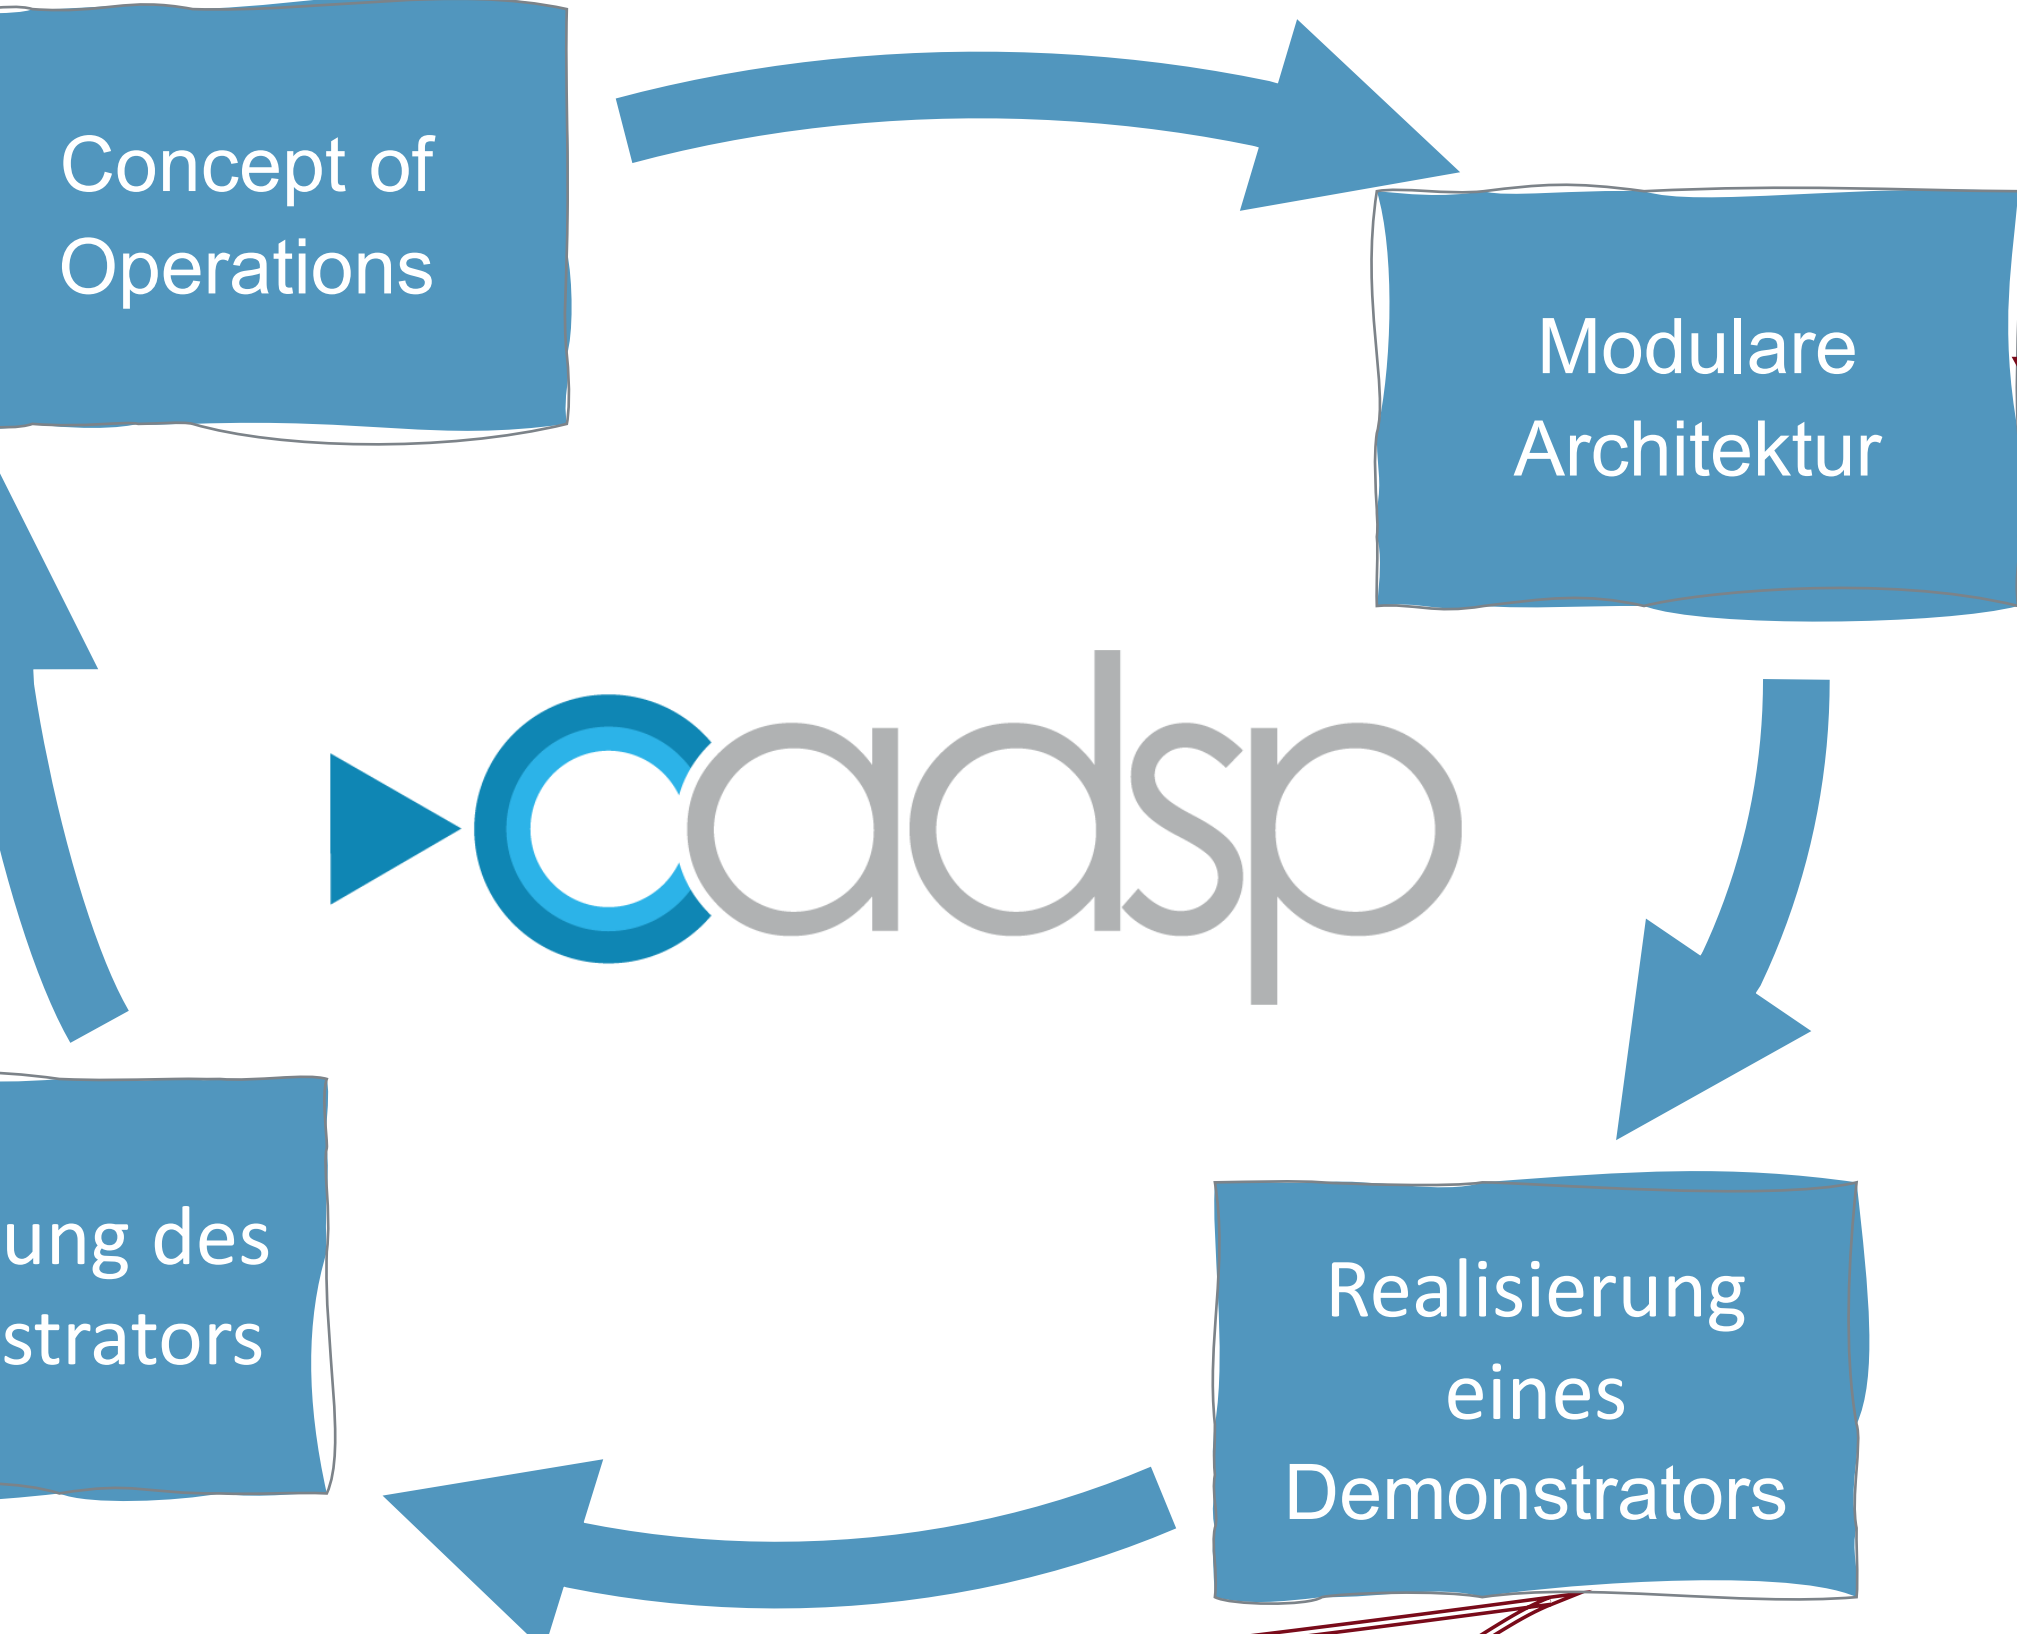 Concept of
Operations
Modulare
Architektur
cadsp
ung des
strators
Realisierung
eines
Demonstrators